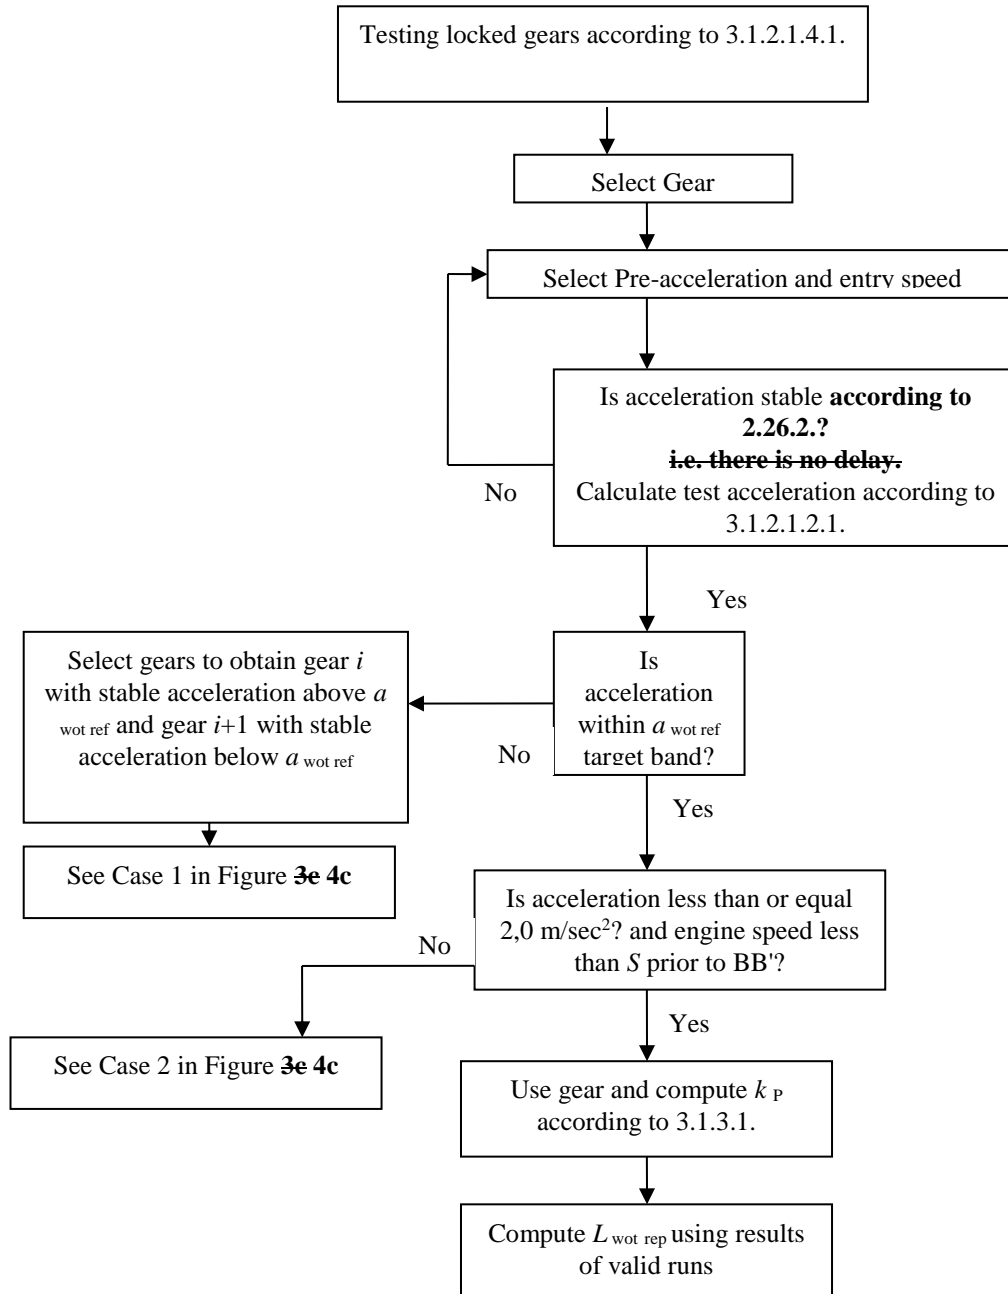 Testing locked gears according to 3.1.2.1.4.1.
Select Gear
Select Pre-acceleration and entry speed
Is acceleration stable according to
2.26.2.?
i.e. there is no delay.
Calculate test acceleration according to
3.1.2.1.2.1.
No
Yes
Is
acceleration
within a wot ref
target band?
No
Select gears to obtain gear i
with stable acceleration above a
wot ref and gear i+1 with stable
acceleration below a wot ref
Yes
See Case 1 in Figure 3c 4c
Is acceleration less than or equal
2,0 m/sec²? and engine speed less
than S prior to BB'?
No
Yes
See Case 2 in Figure 3c 4c
Use gear and compute k P
according to 3.1.3.1.
Compute L wot rep using results
of valid runs